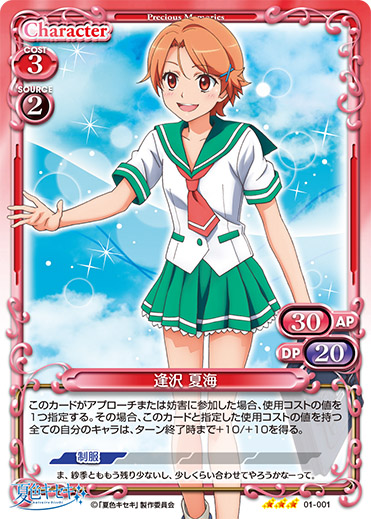 Precious Memories
Character
COST
3
SOURCE
2
30 AP
DP 20
逢沢 夏海
このカードがアプローチまたは妨害に参加した場合、使用コストの値を
1つ指定する。その場合、このカードと指定した使用コストの値を持つ
全ての自分のキャラは、ターン終了時まで+10/+10を得る。
制服
ま、紗季とももう残り少ないし、少しくらい合わせてやろうかなーって。
夏色キセキ
©「夏色キセキ」製作委員会
01-001